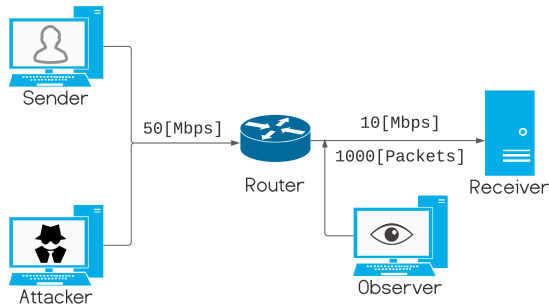 Sender
50[Mbps]
10[Mbps]
1000[Packets]
Router
Receiver
Attacker
Observer